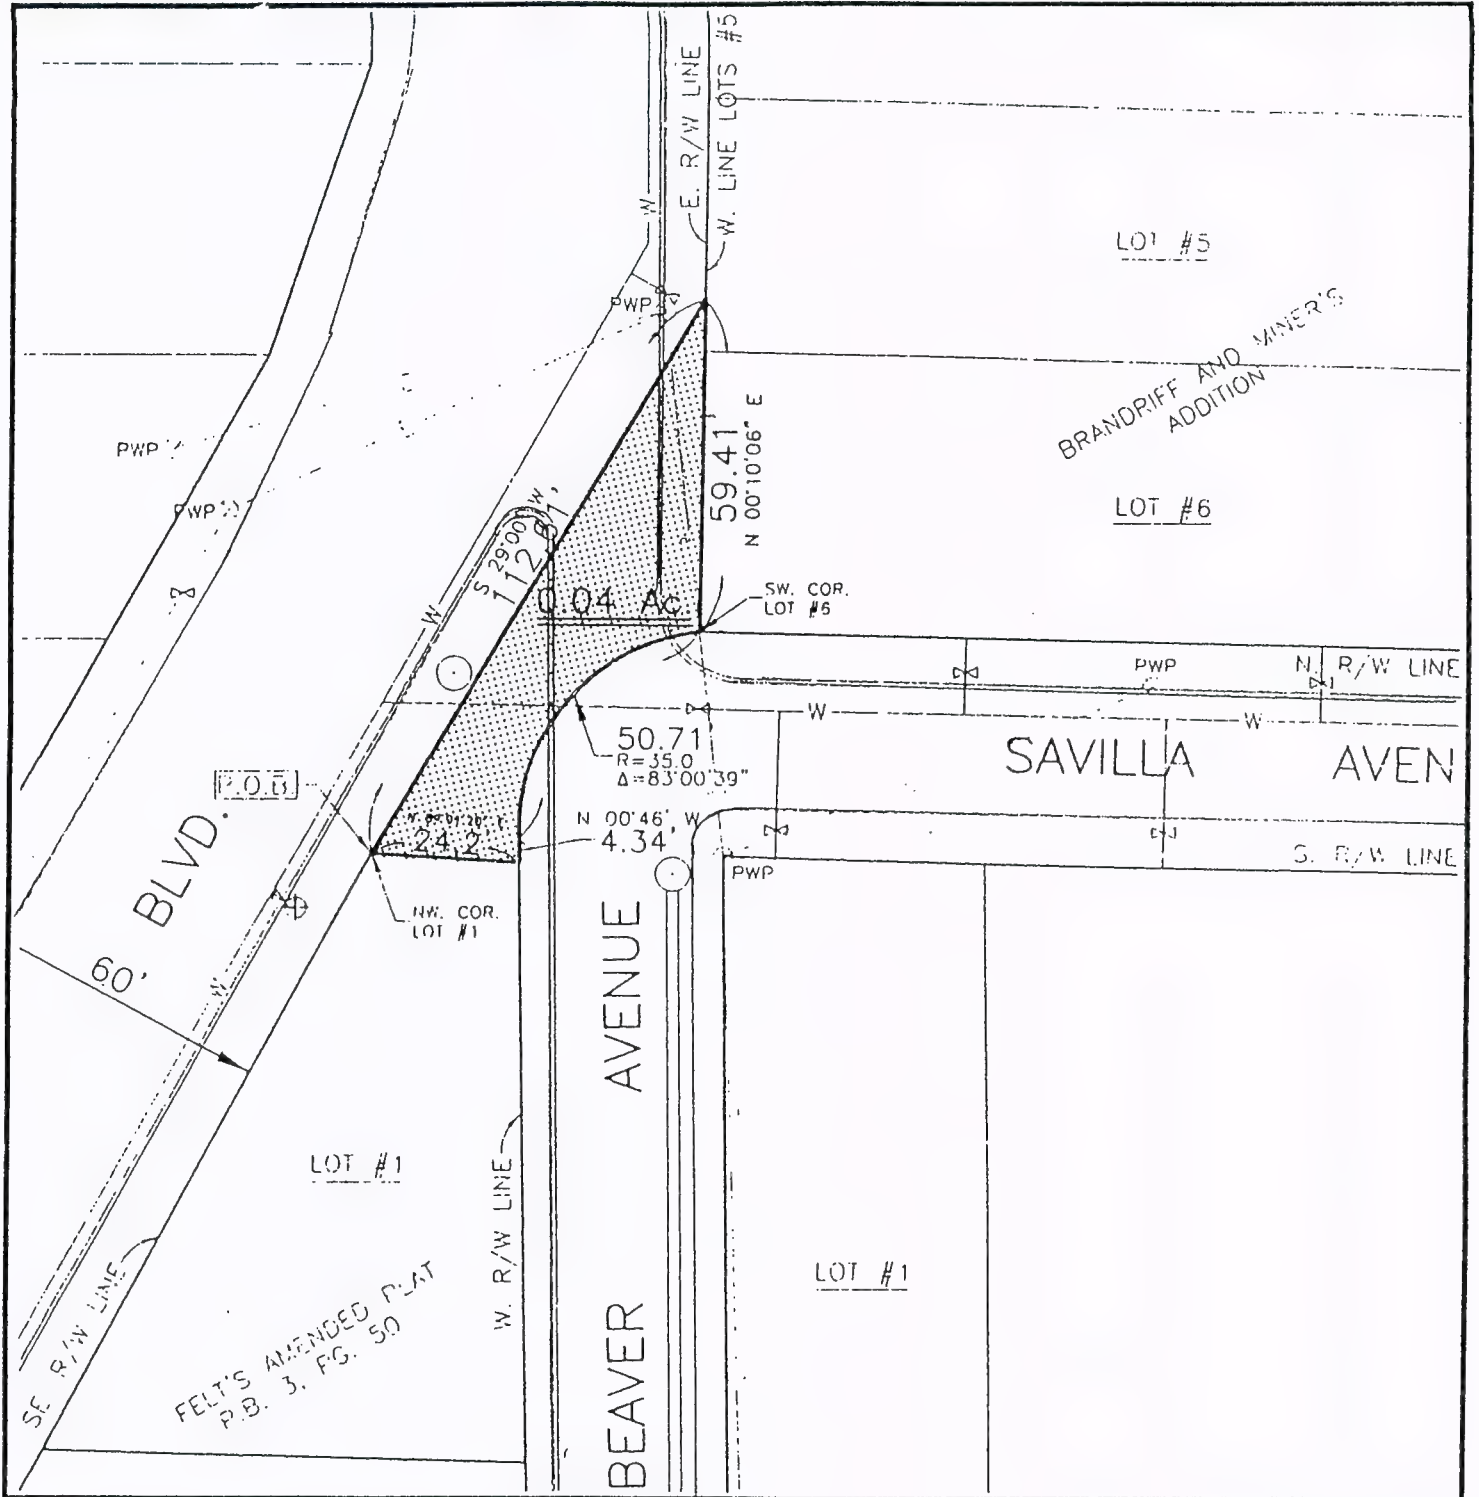 E. R/W LINE
W. LINE LOTS #5
LOT #5
W
PWP
BRANDRIFF AND MINER'S
ADDITION
PWP
PWP
59.41'
N 00°10'06" E
LOT #6
S 29°00' W
W
0.04 Ac
SW. COR.
LOT #6
PWP
N. R/W LINE
W
W
50.71
R=35.0
Δ=83°00'39"
SAVILLA AVEN
P.O.B.
BLVD.
24.2
N 00°46' W
4.34'
PWP
S. R/W LINE
NW. COR.
LOT #1
60'
W
BEAVER AVENUE
LOT #1
W. R/W LINE
LOT #1
SE R/W LINE
FELT'S AMENDED PLAT
P.B. 3, PG. 50